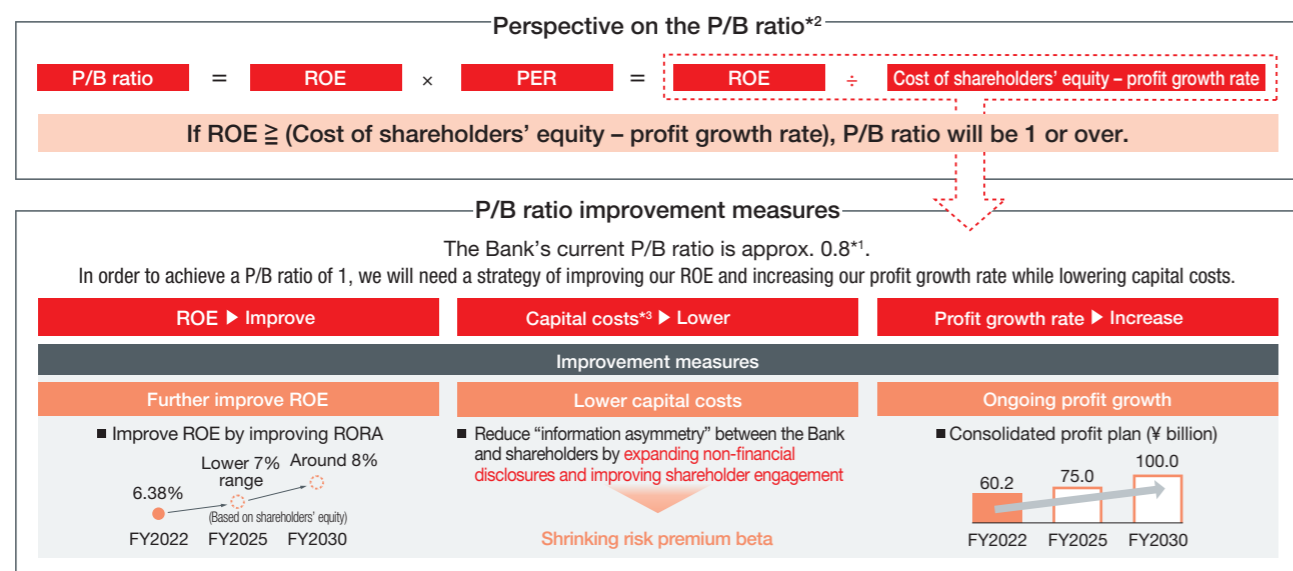 Perspective on the P/B ratio*2
P/B ratio = ROE × PER = ROE ÷ Cost of shareholders' equity – profit growth rate
If ROE ≧ (Cost of shareholders' equity – profit growth rate), P/B ratio will be 1 or over.
P/B ratio improvement measures
The Bank's current P/B ratio is approx. 0.8*1.
In order to achieve a P/B ratio of 1, we will need a strategy of improving our ROE and increasing our profit growth rate while lowering capital costs.
ROE ▶ Improve
Capital costs*3 ▶ Lower
Profit growth rate ▶ Increase
Improvement measures
Further improve ROE
■ Improve ROE by improving RORA
6.38%
Lower 7%
range
Around 8%
(Based on shareholders' equity)
FY2022 FY2025 FY2030
Lower capital costs
■ Reduce “information asymmetry” between the Bank
and shareholders by expanding non-financial
disclosures and improving shareholder engagement
Shrinking risk premium beta
Ongoing profit growth
■ Consolidated profit plan (¥ billion)
60.2
75.0
100.0
FY2022 FY2025 FY2030